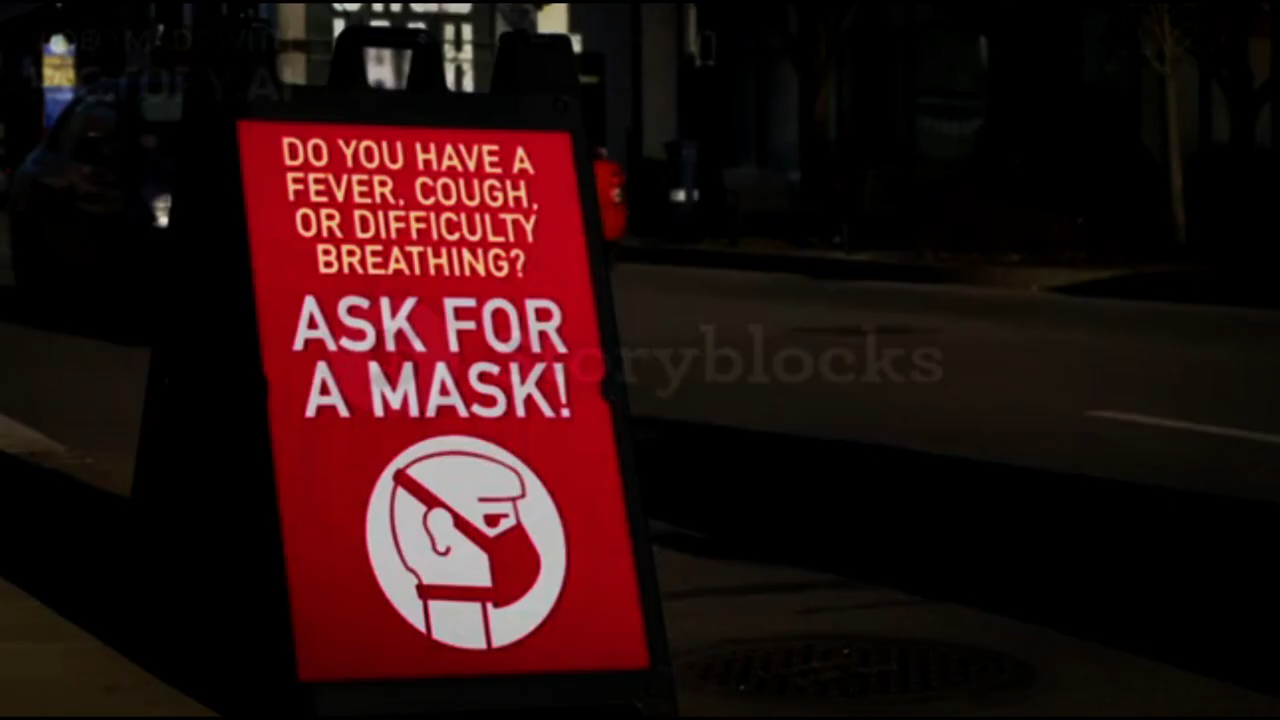 DO YOU HAVE A
FEVER, COUGH,
OR DIFFICULTY
BREATHING?
ASK FOR
A MASK!
storyblocks